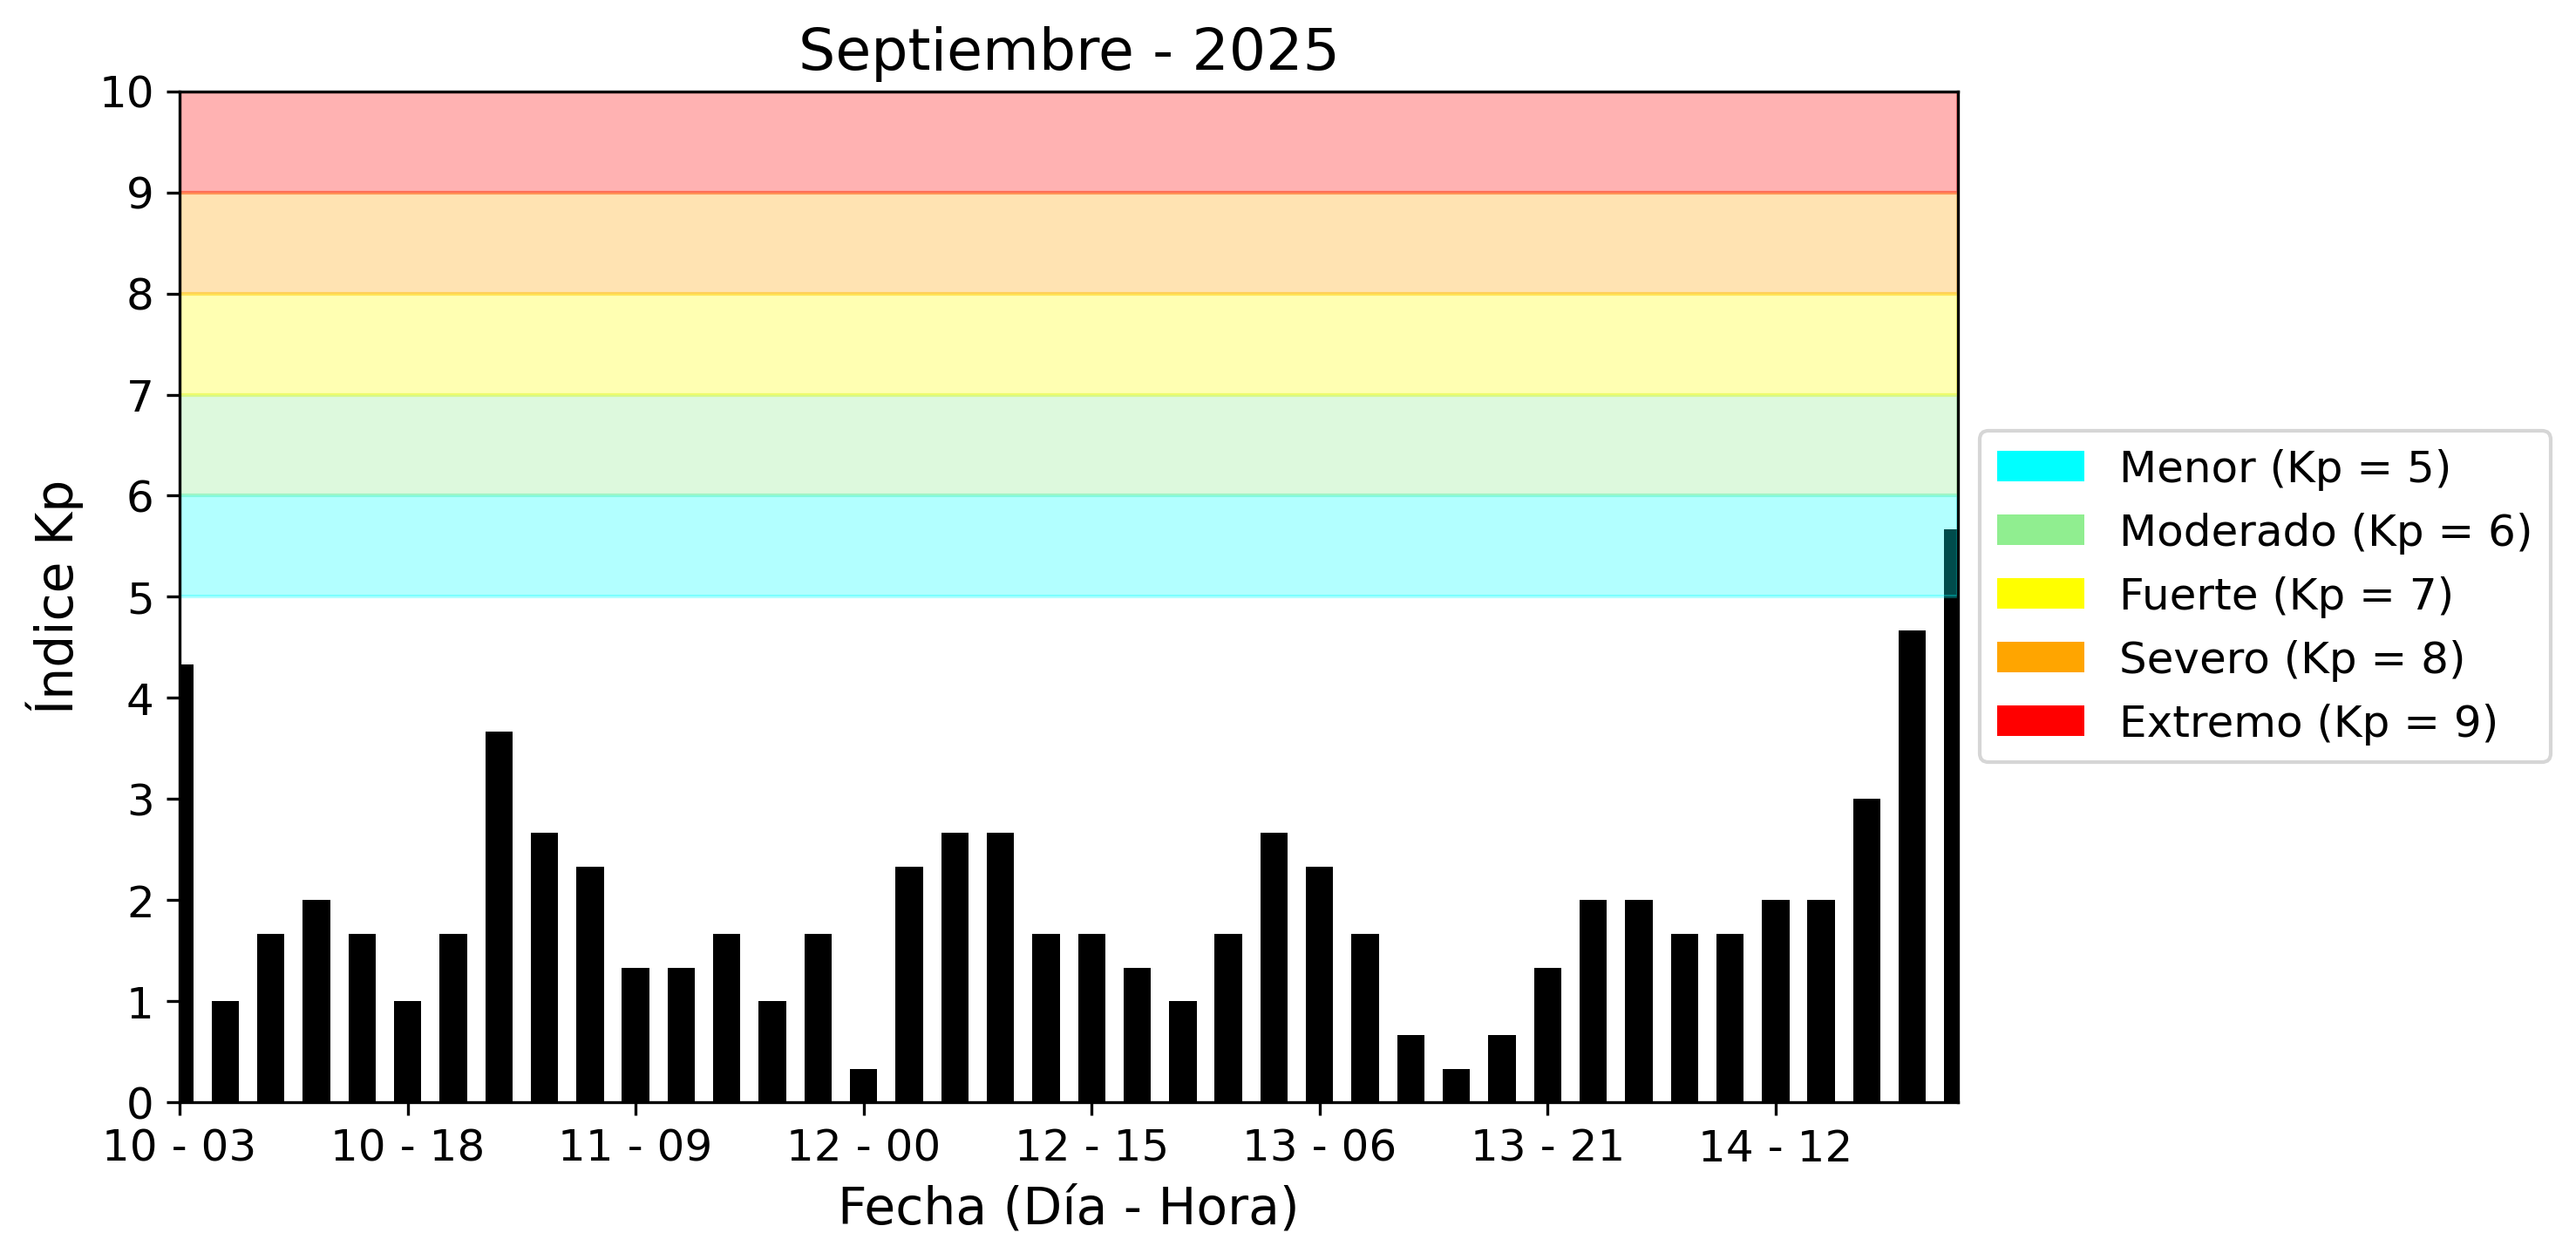 Septiembre - 2025
10
9
8
7
6
5
4
3
2
1
0
Índice Kp
10 - 03
10 - 18
11 - 09
12 - 00
12 - 15
13 - 06
13 - 21
14 - 12
Fecha (Día - Hora)
Menor (Kp = 5)
Moderado (Kp = 6)
Fuerte (Kp = 7)
Severo (Kp = 8)
Extremo (Kp = 9)